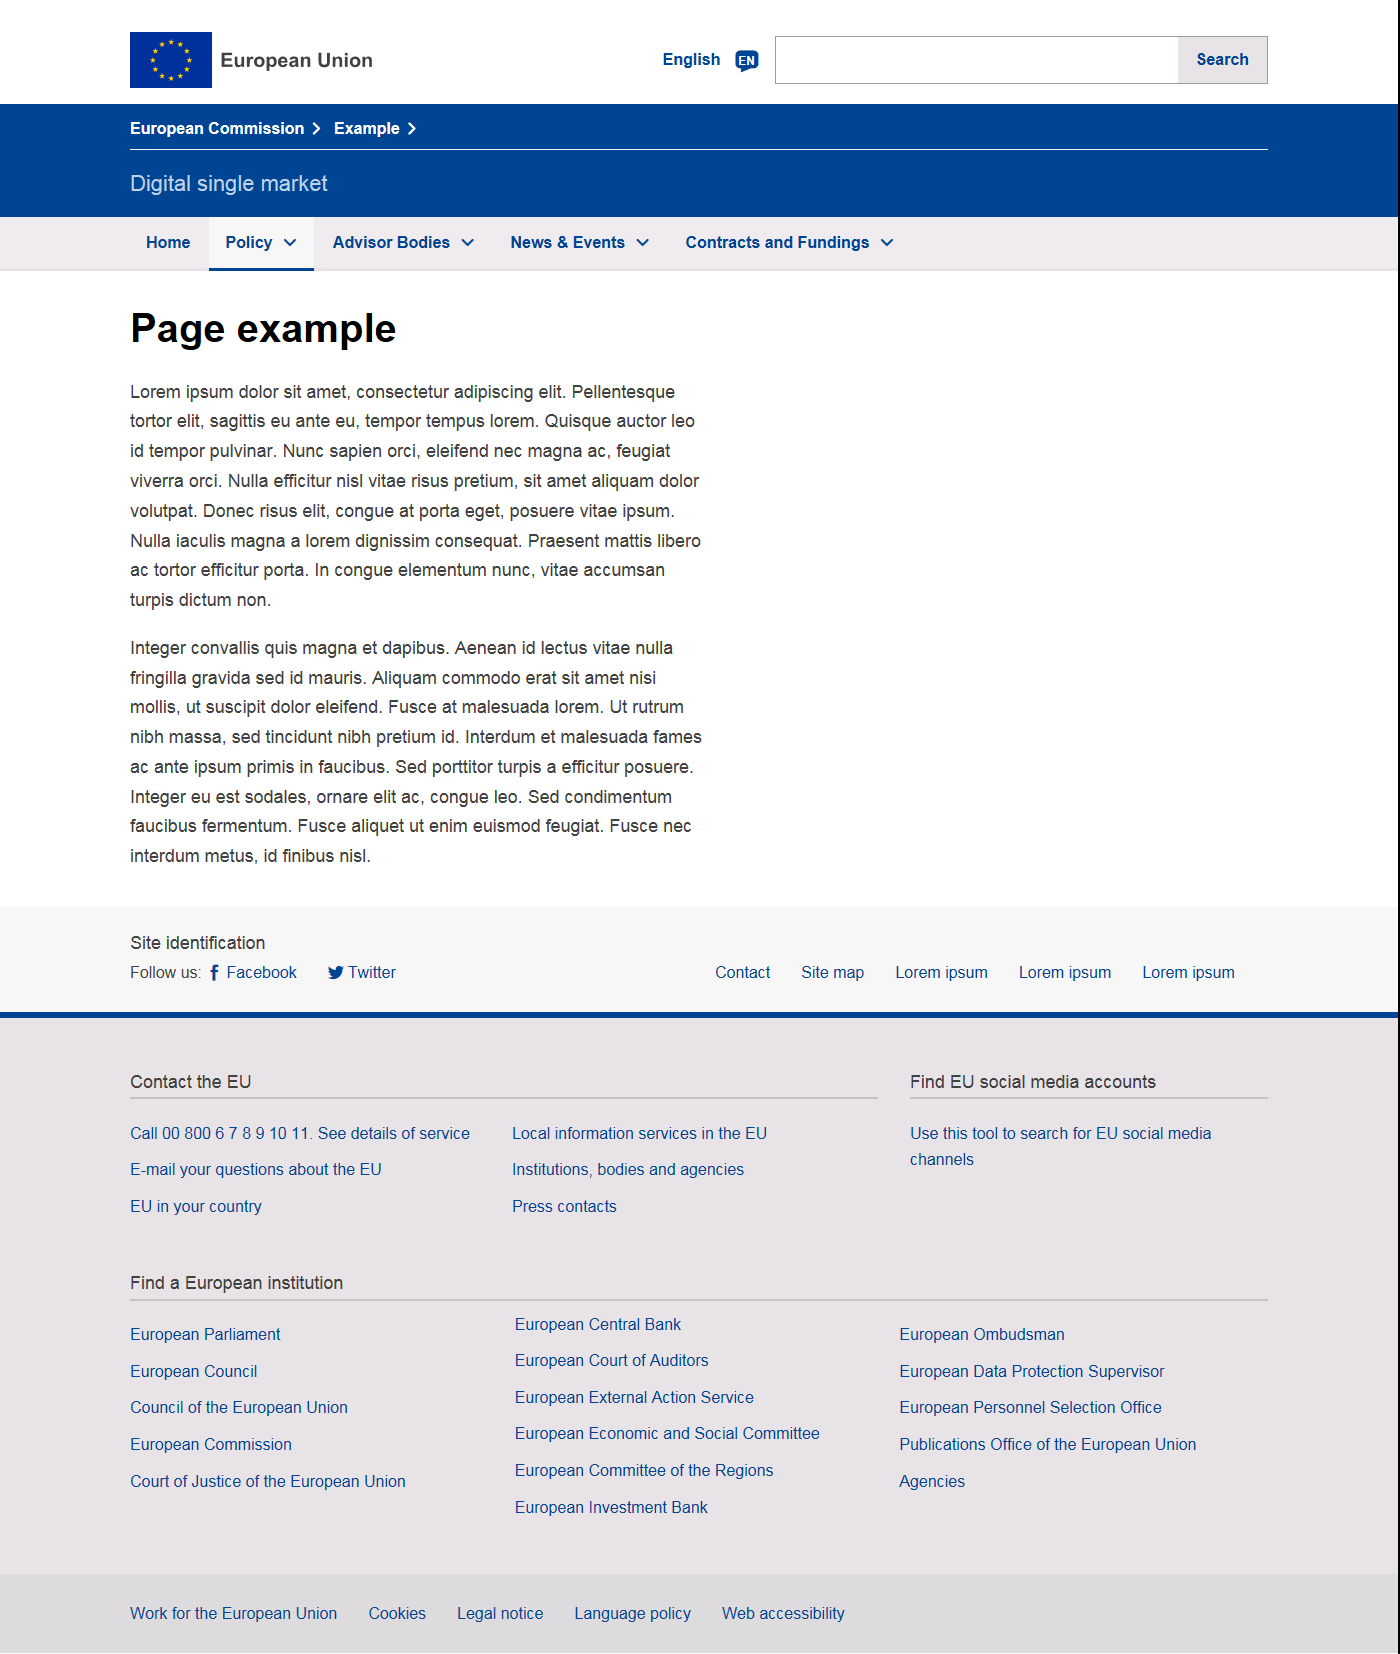 European Union
English EN Search
European Commission Example
Digital single market
Home Policy Advisor Bodies News & Events Contracts and Fundings
Page example
Lorem ipsum dolor sit amet, consectetur adipiscing elit. Pellentesque
tortor elit, sagittis eu ante eu, tempor tempus lorem. Quisque auctor leo
id tempor pulvinar. Nunc sapien orci, eleifend nec magna ac, feugiat
viverra orci. Nulla efficitur nisl vitae risus pretium, sit amet aliquam dolor
volutpat. Donec risus elit, congue at porta eget, posuere vitae ipsum.
Nulla iaculis magna a lorem dignissim consequat. Praesent mattis libero
ac tortor efficitur porta. In congue elementum nunc, vitae accumsan
turpis dictum non.
Integer convallis quis magna et dapibus. Aenean id lectus vitae nulla
fringilla gravida sed id mauris. Aliquam commodo erat sit amet nisi
mollis, ut suscipit dolor eleifend. Fusce at malesuada lorem. Ut rutrum
nibh massa, sed tincidunt nibh pretium id. Interdum et malesuada fames
ac ante ipsum primis in faucibus. Sed porttitor turpis a efficitur posuere.
Integer eu est sodales, ornare elit ac, congue leo. Sed condimentum
faucibus fermentum. Fusce aliquet ut enim euismod feugiat. Fusce nec
interdum metus, id finibus nisl.
Site identification
Follow us: Facebook Twitter Contact Site map Lorem ipsum Lorem ipsum Lorem ipsum
Contact the EU
Call 00 800 6 7 8 9 10 11. See details of service
E-mail your questions about the EU
EU in your country
Local information services in the EU
Institutions, bodies and agencies
Press contacts
Find EU social media accounts
Use this tool to search for EU social media
channels
Find a European institution
European Parliament
European Council
Council of the European Union
European Commission
Court of Justice of the European Union
European Central Bank
European Court of Auditors
European External Action Service
European Economic and Social Committee
European Committee of the Regions
European Investment Bank
European Ombudsman
European Data Protection Supervisor
European Personnel Selection Office
Publications Office of the European Union
Agencies
Work for the European Union Cookies Legal notice Language policy Web accessibility